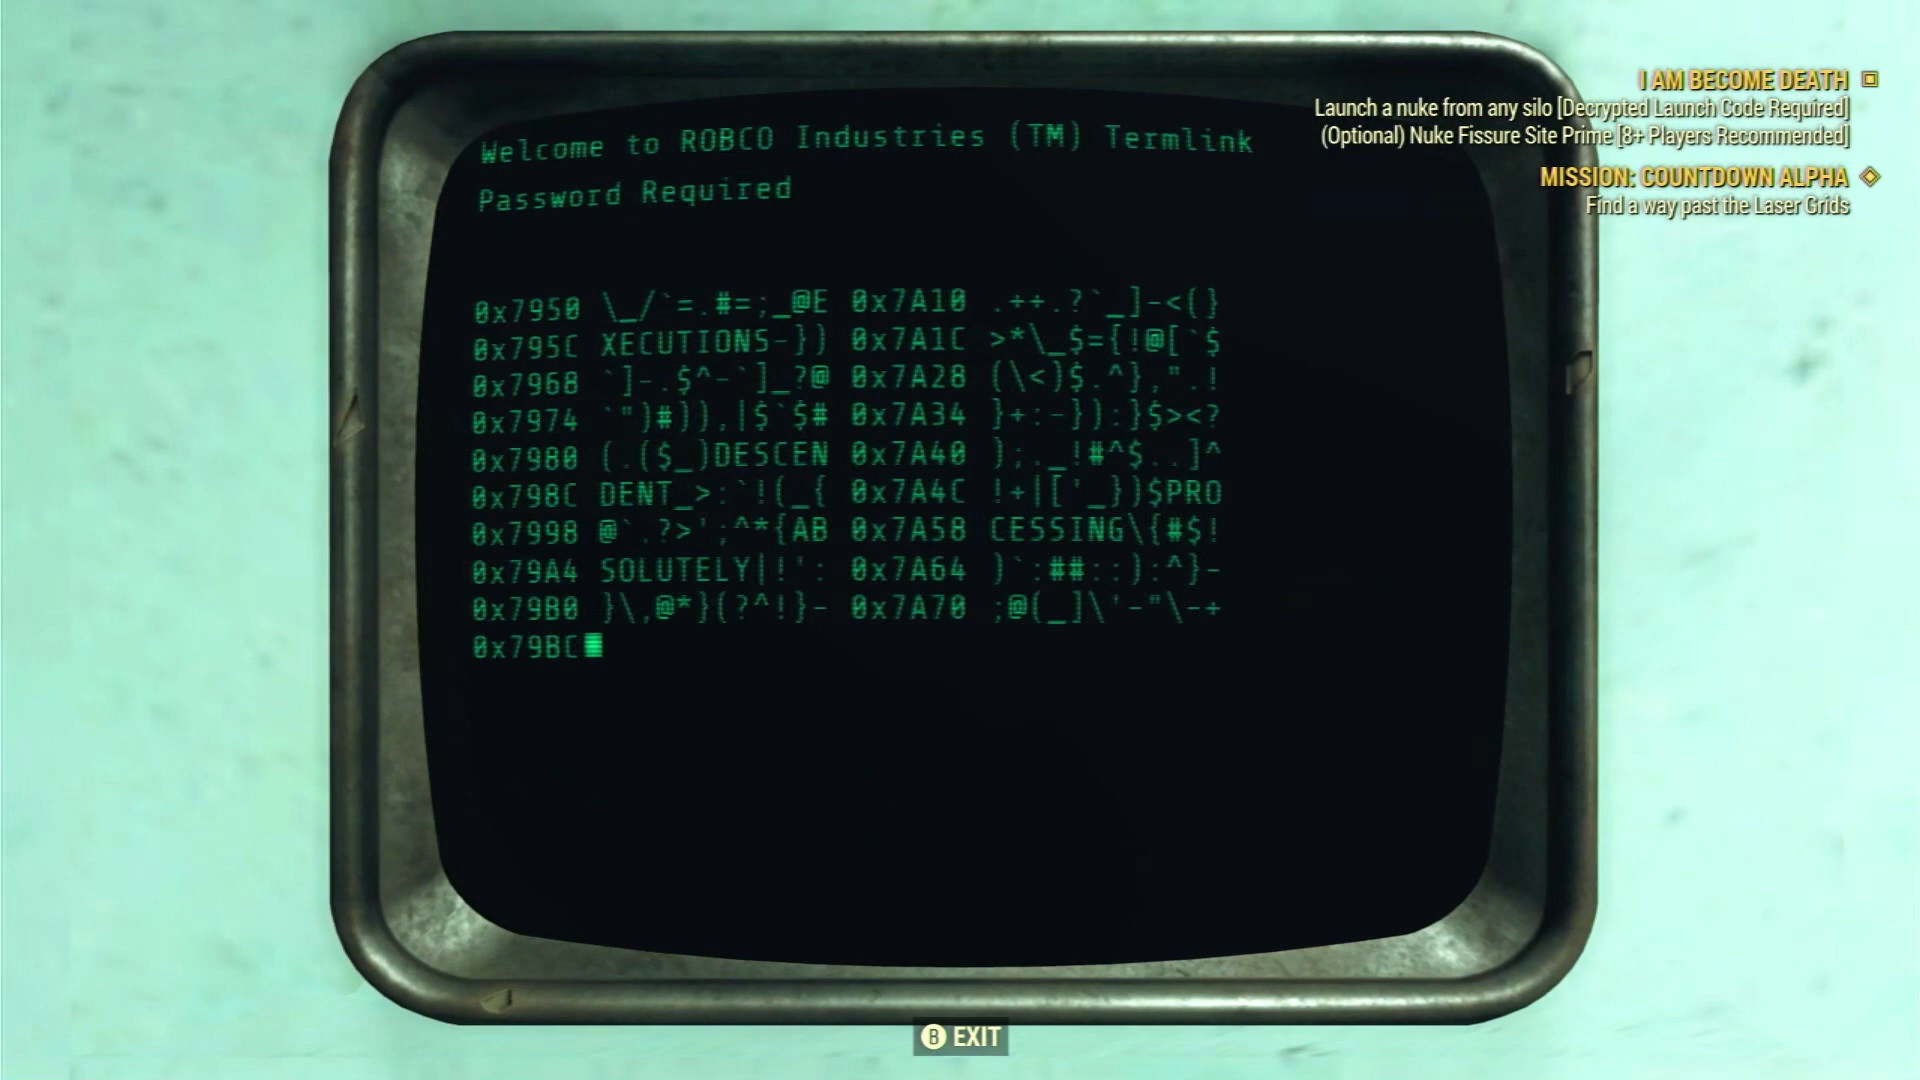 I AM BECOME DEATH
Launch a nuke from any silo [Decrypted Launch Code Required]
(Optional) Nuke Fissure Site Prime [8+ Players Recommended]
MISSION: COUNTDOWN ALPHA
Find a way past the Laser Grids
Welcome to ROBCO Industries (TM) Termlink
Password Required
0x7950 \_/`=.#=;_@E 0x7A10 .++.?`_]-<(}
0x795C XECUTIONS-}) 0x7A1C >*\_$={!@[`$
0x7968 `]-.$^-`]_?@ 0x7A28 (\<)$.^},".!
0x7974 `")#)),|$`$# 0x7A34 }+:-}):}$><?
0x7980 (.($_)DESCEN 0x7A40 );._!#^$..]^
0x798C DENT_>:`!(_{ 0x7A4C !+|['_})$PRO
0x7998 @`.?>';^*{AB 0x7A58 CESSING\{#$!
0x79A4 SOLUTELY|!': 0x7A64 )`:##::):^}-
0x79B0 }\,@*}(?^!}- 0x7A70 ;@(_]\'-"\-+
0x79BC
B EXIT